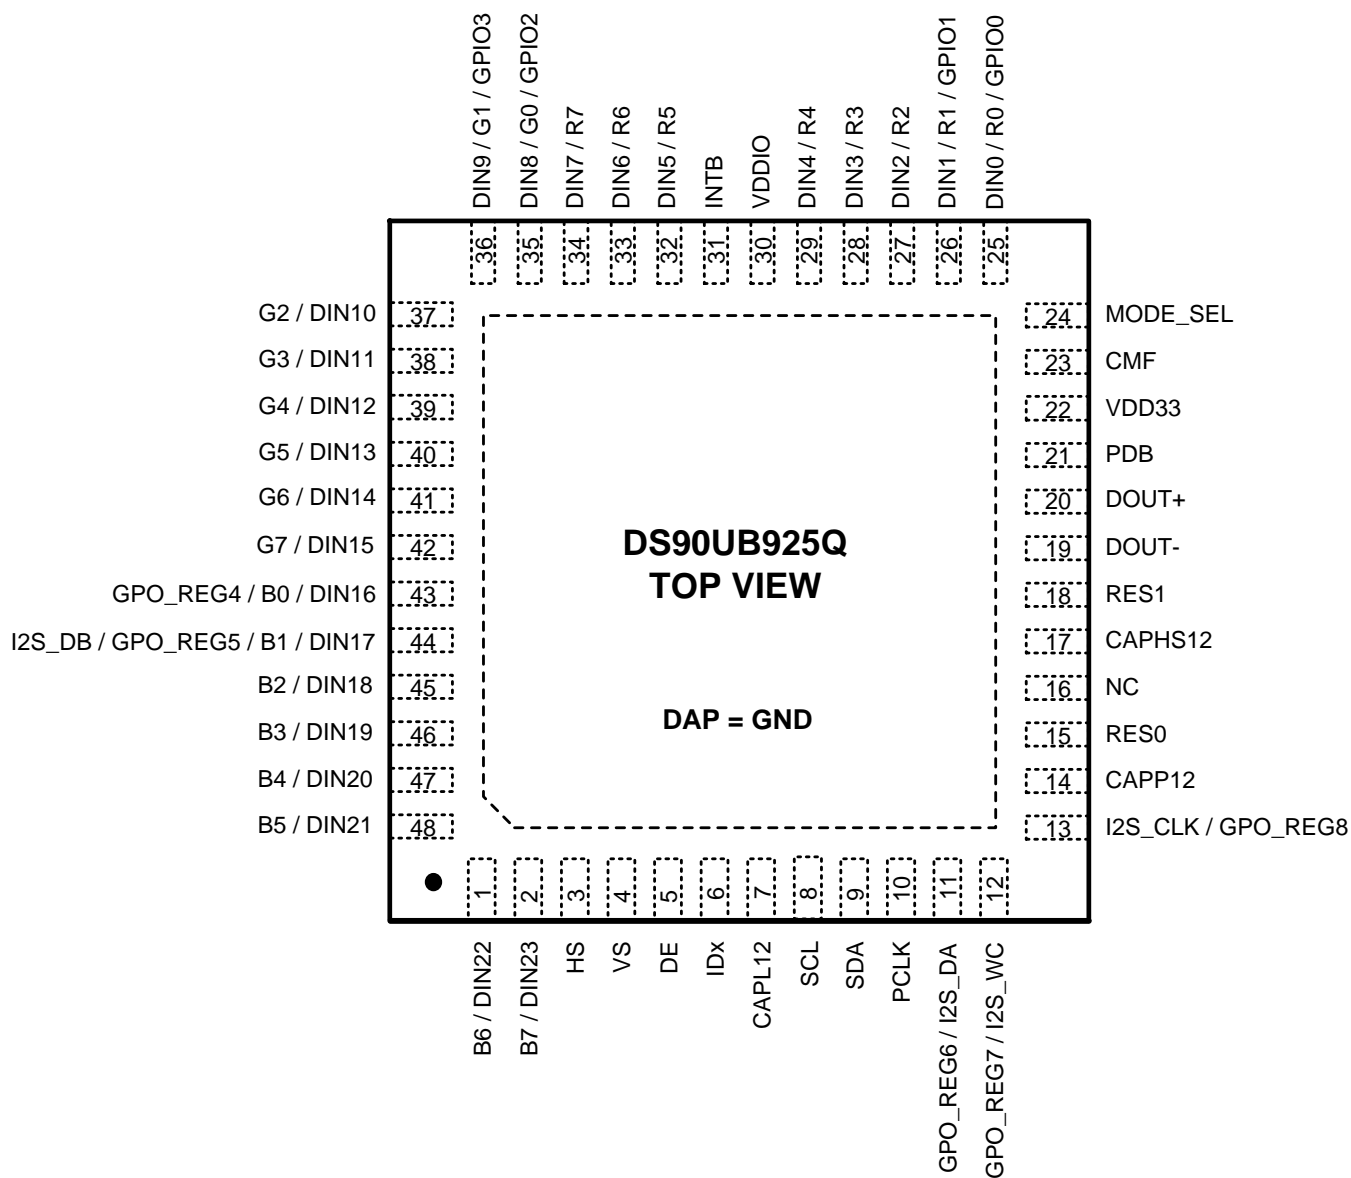 DIN9 / G1 / GPIO3
DIN8 / G0 / GPIO2
DIN7 / R7
DIN6 / R6
DIN5 / R5
INTB
VDDIO
DIN4 / R4
DIN3 / R3
DIN2 / R2
DIN1 / R1 / GPIO1
DIN0 / R0 / GPIO0
36
35
34
33
32
31
30
29
28
27
26
25
G2 / DIN10
37
G3 / DIN11
38
G4 / DIN12
39
G5 / DIN13
40
G6 / DIN14
41
G7 / DIN15
42
GPO_REG4 / B0 / DIN16
43
I2S_DB / GPO_REG5 / B1 / DIN17
44
B2 / DIN18
45
B3 / DIN19
46
B4 / DIN20
47
B5 / DIN21
48
DS90UB925Q
TOP VIEW
DAP = GND
24
MODE_SEL
23
CMF
22
VDD33
21
PDB
20
DOUT+
19
DOUT-
18
RES1
17
CAPHS12
16
NC
15
RES0
14
CAPP12
13
I2S_CLK / GPO_REG8
1
2
3
4
5
6
7
8
9
10
11
12
B6 / DIN22
B7 / DIN23
HS
VS
DE
IDx
CAPL12
SCL
SDA
PCLK
GPO_REG6 / I2S_DA
GPO_REG7 / I2S_WC